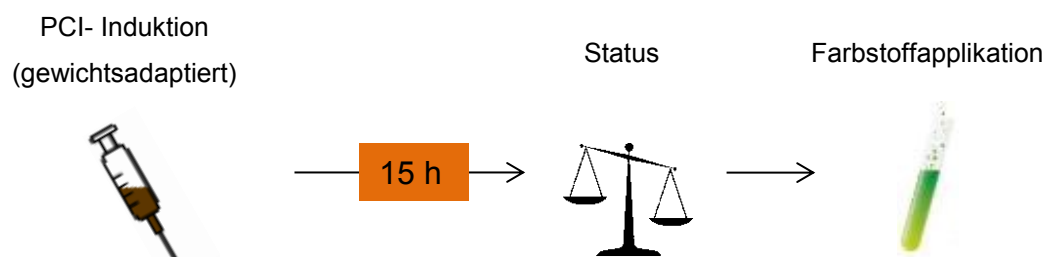 PCI- Induktion
(gewichtsadaptiert)
15 h
Status
Farbstoffapplikation